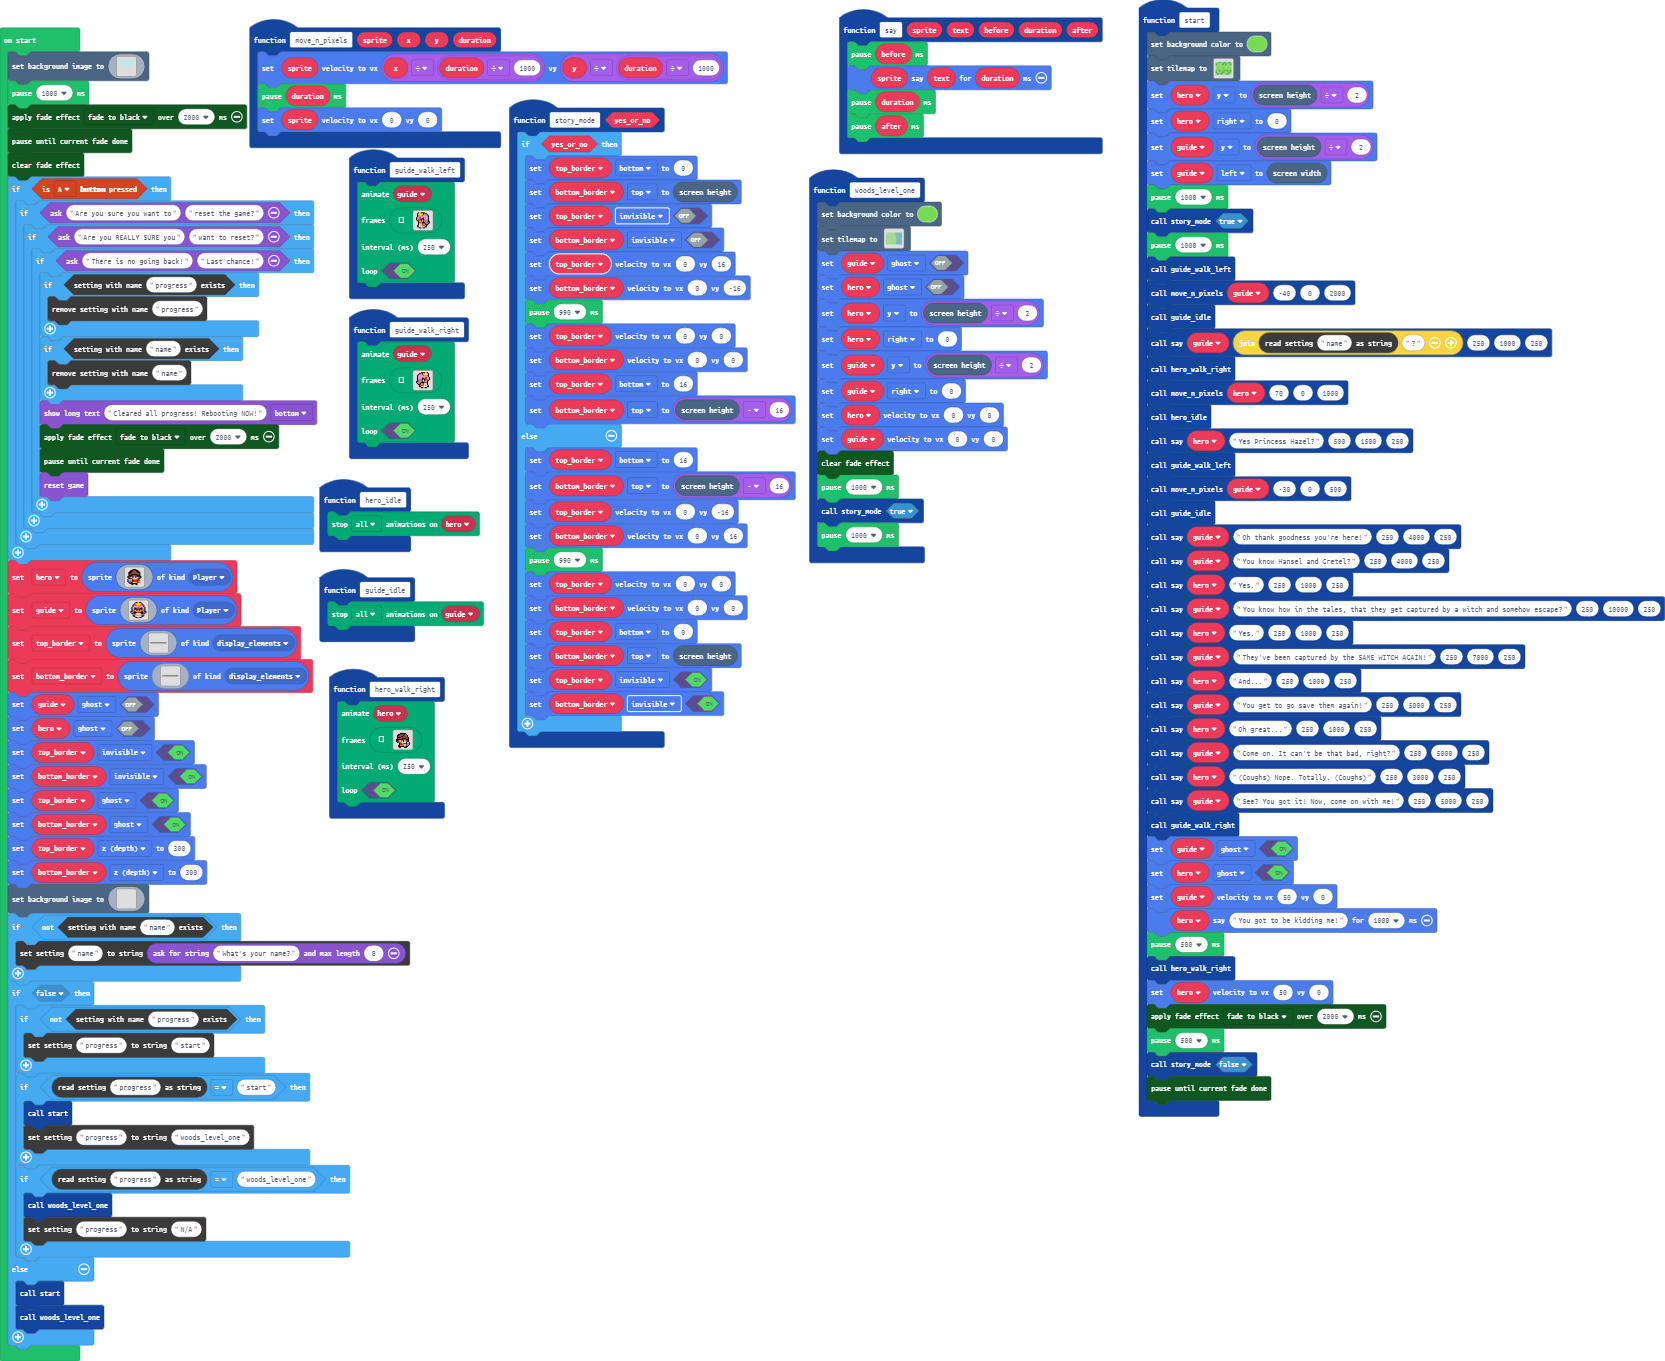 on start
set background image to
pause 1000 ms
apply fade effect fade to black over 2000 ms
pause until current fade done
clear fade effect
if is A button pressed then
if ask "Are you sure you want to" "reset the game?" then
if ask "Are you REALLY SURE you" "want to reset?" then
if ask "There is no going back!" "Last chance!" then
if setting with name "progress" exists then
remove setting with name "progress"
if setting with name "name" exists then
remove setting with name "name"
show long text "Cleared all progress! Rebooting NOW!" bottom
apply fade effect fade to black over 2000 ms
pause until current fade done
reset game
set hero to sprite of kind Player
set guide to sprite of kind Player
set top_border to sprite of kind display_elements
set bottom_border to sprite of kind display_elements
set guide ghost OFF
set hero ghost OFF
set top_border invisible ON
set bottom_border invisible ON
set top_border ghost ON
set bottom_border ghost ON
set top_border z (depth) to 300
set bottom_border z (depth) to 300
set background image to
if not setting with name "name" exists then
set setting "name" to string ask for string "What's your name?" and max length 8
if false then
if not setting with name "progress" exists then
set setting "progress" to string "start"
if read setting "progress" as string = "start" then
call start
set setting "progress" to string "woods_level_one"
if read setting "progress" as string = "woods_level_one" then
call woods_level_one
set setting "progress" to string "N/A"
else
call start
call woods_level_one
function move_n_pixels sprite x y duration
set sprite velocity to vx x ÷ duration ÷ 1000 vy y ÷ duration ÷ 1000
pause duration ms
set sprite velocity to vx 0 vy 0
function guide_walk_left
animate guide
frames
interval (ms) 250
loop ON
function guide_walk_right
animate guide
frames
interval (ms) 250
loop ON
function hero_idle
stop all animations on hero
function guide_idle
stop all animations on guide
function hero_walk_right
animate hero
frames
interval (ms) 250
loop ON
function story_mode yes_or_no
if yes_or_no then
set top_border bottom to 0
set bottom_border top to screen height
set top_border invisible OFF
set bottom_border invisible OFF
set top_border velocity to vx 0 vy 16
set bottom_border velocity to vx 0 vy -16
pause 990 ms
set top_border velocity to vx 0 vy 0
set bottom_border velocity to vx 0 vy 0
set top_border bottom to 16
set bottom_border top to screen height - 16
else
set top_border bottom to 16
set bottom_border top to screen height - 16
set top_border velocity to vx 0 vy -16
set bottom_border velocity to vx 0 vy 16
pause 990 ms
set top_border velocity to vx 0 vy 0
set bottom_border velocity to vx 0 vy 0
set top_border bottom to 0
set bottom_border top to screen height
set top_border invisible ON
set bottom_border invisible ON
function say sprite text before duration after
pause before ms
sprite say text for duration ms
pause duration ms
pause after ms
function woods_level_one
set background color to
set tilemap to
set guide ghost OFF
set hero ghost OFF
set hero y to screen height ÷ 2
set hero right to 0
set guide y to screen height ÷ 2
set guide right to 0
set hero velocity to vx 0 vy 0
set guide velocity to vx 0 vy 0
clear fade effect
pause 1000 ms
call story_mode true
pause 1000 ms
function start
set background color to
set tilemap to
set hero y to screen height ÷ 2
set hero right to 0
set guide y to screen height ÷ 2
set guide left to screen width
pause 1000 ms
call story_mode true
pause 1000 ms
call guide_walk_left
call move_n_pixels guide -40 0 2000
call guide_idle
call say guide join read setting "name" as string "?" 250 1000 250
call hero_walk_right
call move_n_pixels hero 70 0 1000
call hero_idle
call say hero "Yes Princess Hazel?" 500 1500 250
call guide_walk_left
call move_n_pixels guide -30 0 500
call guide_idle
call say guide "Oh thank goodness you're here!" 250 4000 250
call say guide "You know Hansel and Gretel?" 250 4000 250
call say hero "Yes." 250 1000 250
call say guide "You know how in the tales, that they get captured by a witch and somehow escape?" 250 10000 250
call say hero "Yes." 250 1000 250
call say guide "They've been captured by the SAME WITCH AGAIN!" 250 7000 250
call say hero "And..." 250 1000 250
call say guide "You get to go save them again!" 250 5000 250
call say hero "Oh great..." 250 1000 250
call say guide "Come on. It can't be that bad, right?" 250 5000 250
call say hero "(Coughs) Nope. Totally. (Coughs)" 250 3000 250
call say guide "See? You got it! Now, come on with me!" 250 5000 250
call guide_walk_right
set guide ghost ON
set hero ghost ON
set guide velocity to vx 50 vy 0
hero say "You got to be kidding me!" for 1000 ms
pause 500 ms
call hero_walk_right
set hero velocity to vx 50 vy 0
apply fade effect fade to black over 2000 ms
pause 500 ms
call story_mode false
pause until current fade done